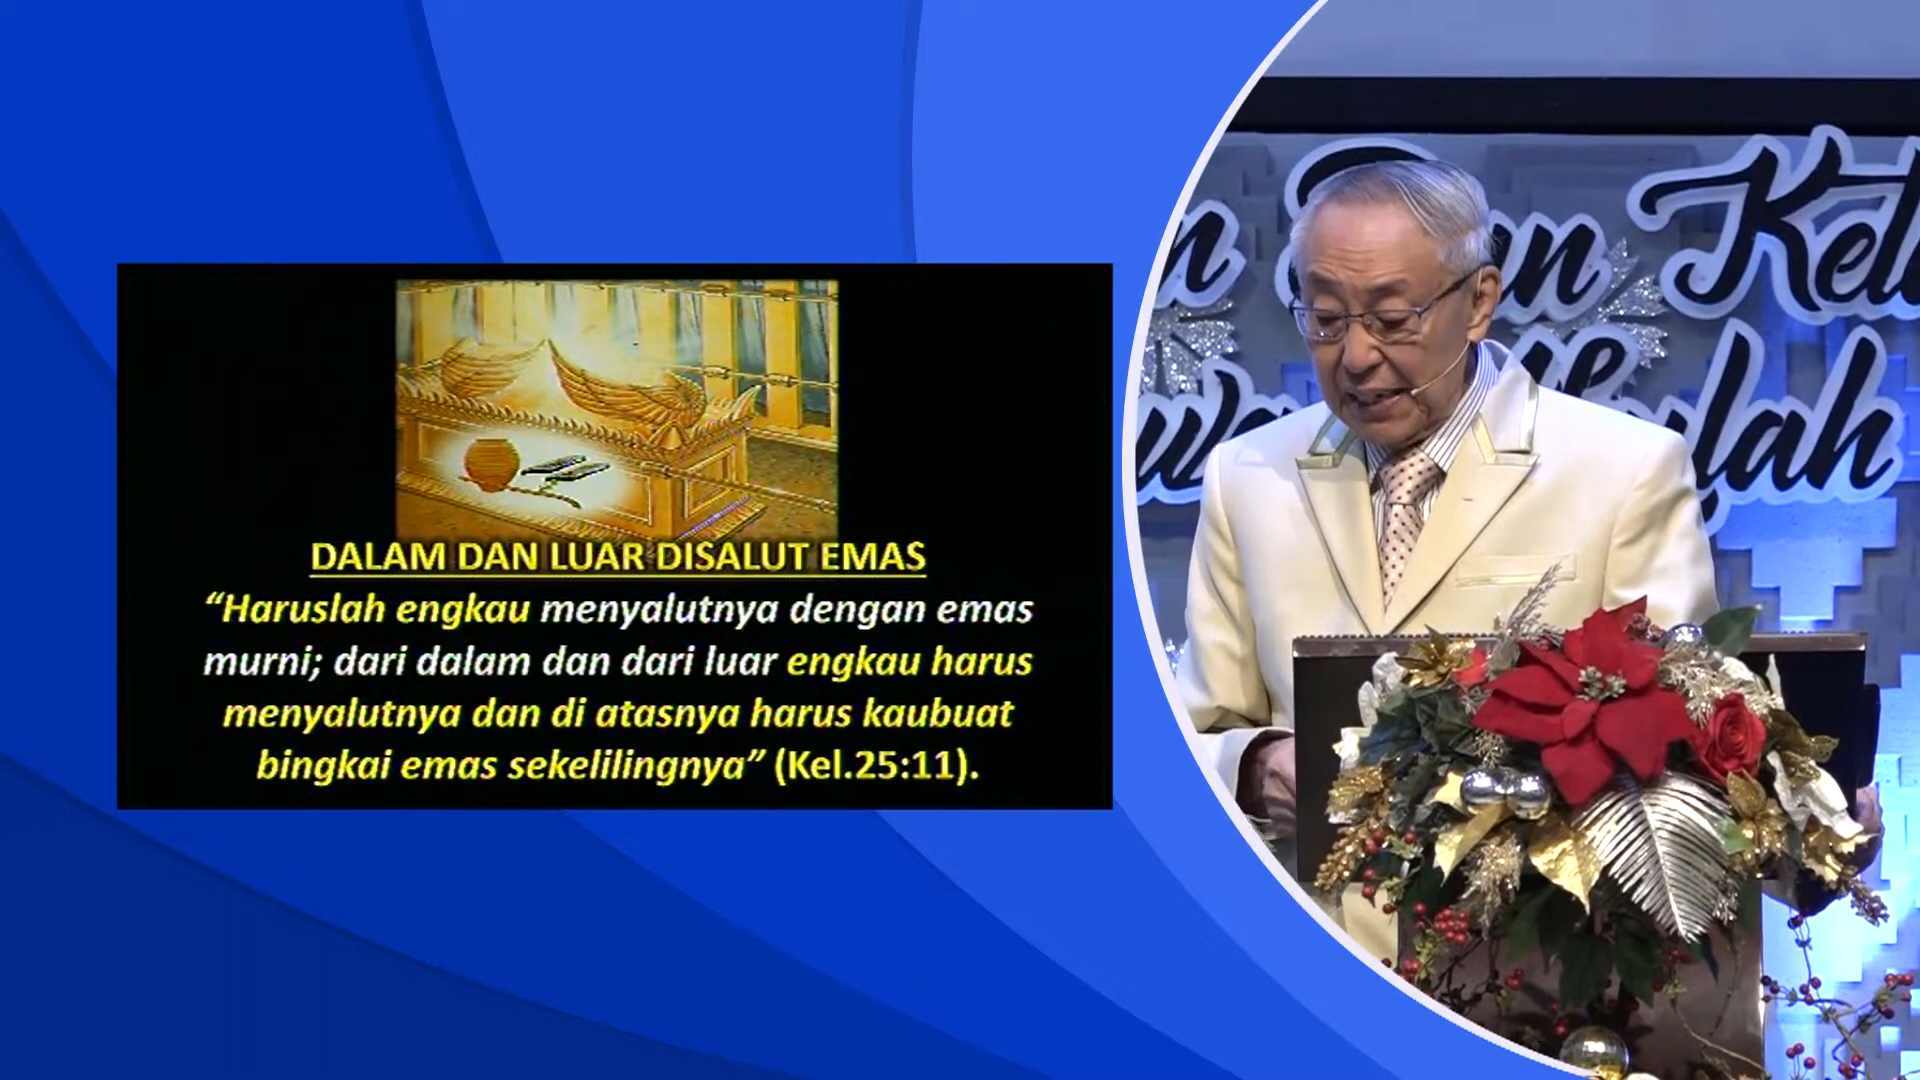 DALAM DAN LUAR DISALUT EMAS
“Haruslah engkau menyalutnya dengan emas
murni; dari dalam dan dari luar engkau harus
menyalutnya dan di atasnya harus kaubuat
bingkai emas sekelilingnya” (Kel.25:11).